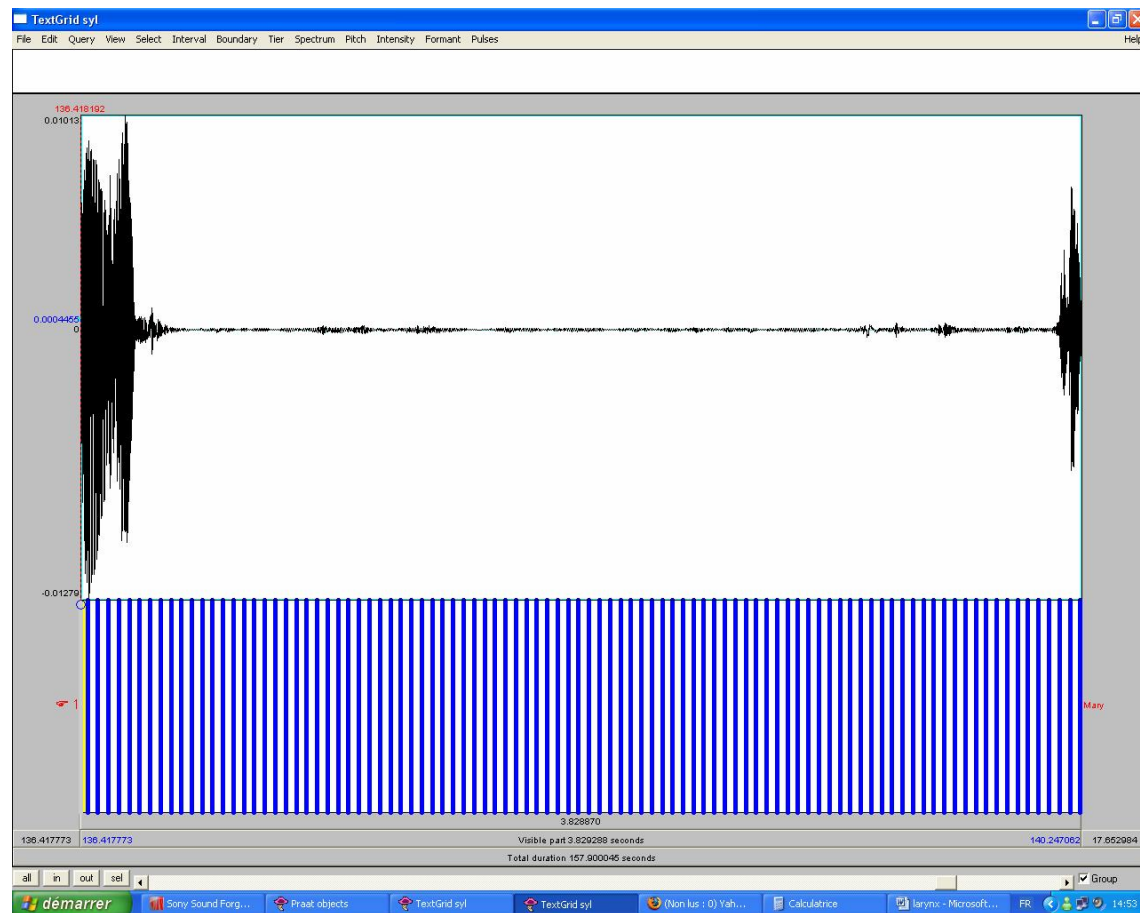 TextGrid syl
File Edit Query View Select Interval Boundary Tier Spectrum Pitch Intensity Formant Pulses Help
136.418192
0.01013
0.0004455
0
-0.01279
1
Mary
3.828870
136.417773 136.417773 Visible part 3.829288 seconds 140.247062 17.652984
Total duration 157.900045 seconds
all in out sel Group
démarrer Sony Sound Forg... Praat objects TextGrid syl TextGrid syl (Non lus : 0) Yah... Calculatrice larynx - Microsoft... FR 14:53